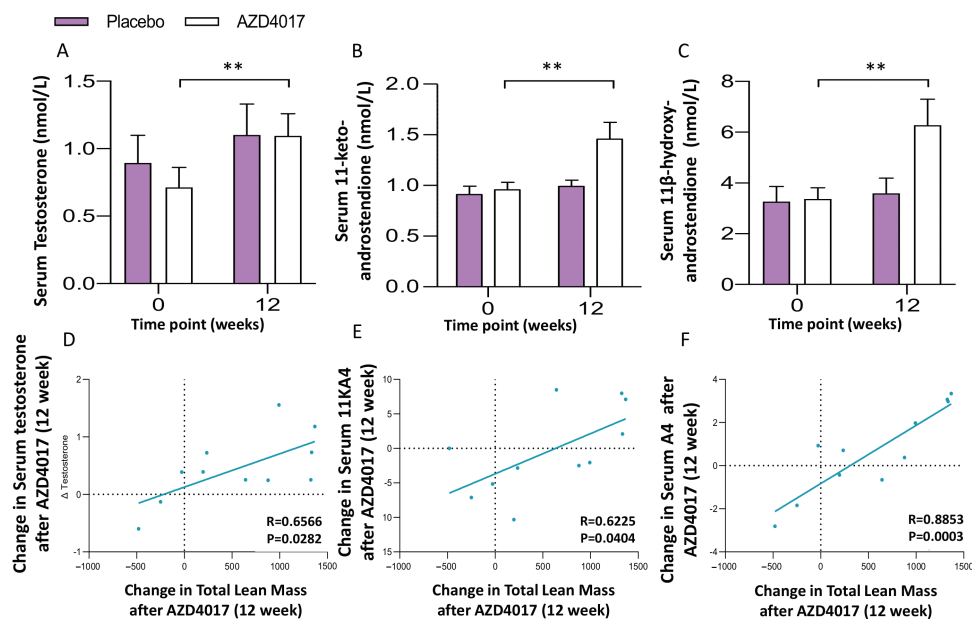 Placebo
AZD4017
A
Serum Testosterone (nmol/L)
1.5
1.0
0.5
0.0
**
0
12
Time point (weeks)
B
Serum 11-keto-
androstendione (nmol/L)
2.0
1.5
1.0
0.5
0.0
**
0
12
Time point (weeks)
C
Serum 11β-hydroxy-
androstendione (nmol/L)
8
6
4
2
0
**
0
12
Time point (weeks)
D
Change in Serum testosterone
after AZD4017 (12 week)
Δ Testosterone
2
1
0
-1
R=0.6566
P=0.0282
-1000
-500
0
500
1000
1500
Change in Total Lean Mass
after AZD4017 (12 week)
E
Change in Serum 11KA4
after AZD4017 (12 week)
10
5
0
-5
-10
15
R=0.6225
P=0.0404
-1000
-500
0
500
1000
1500
Change in Total Lean Mass
after AZD4017 (12 week)
F
Change in Serum A4 after
AZD4017 (12 week)
4
2
0
-2
-4
R=0.8853
P=0.0003
-1000
-500
0
500
1000
1500
Change in Total Lean Mass
after AZD4017 (12 week)